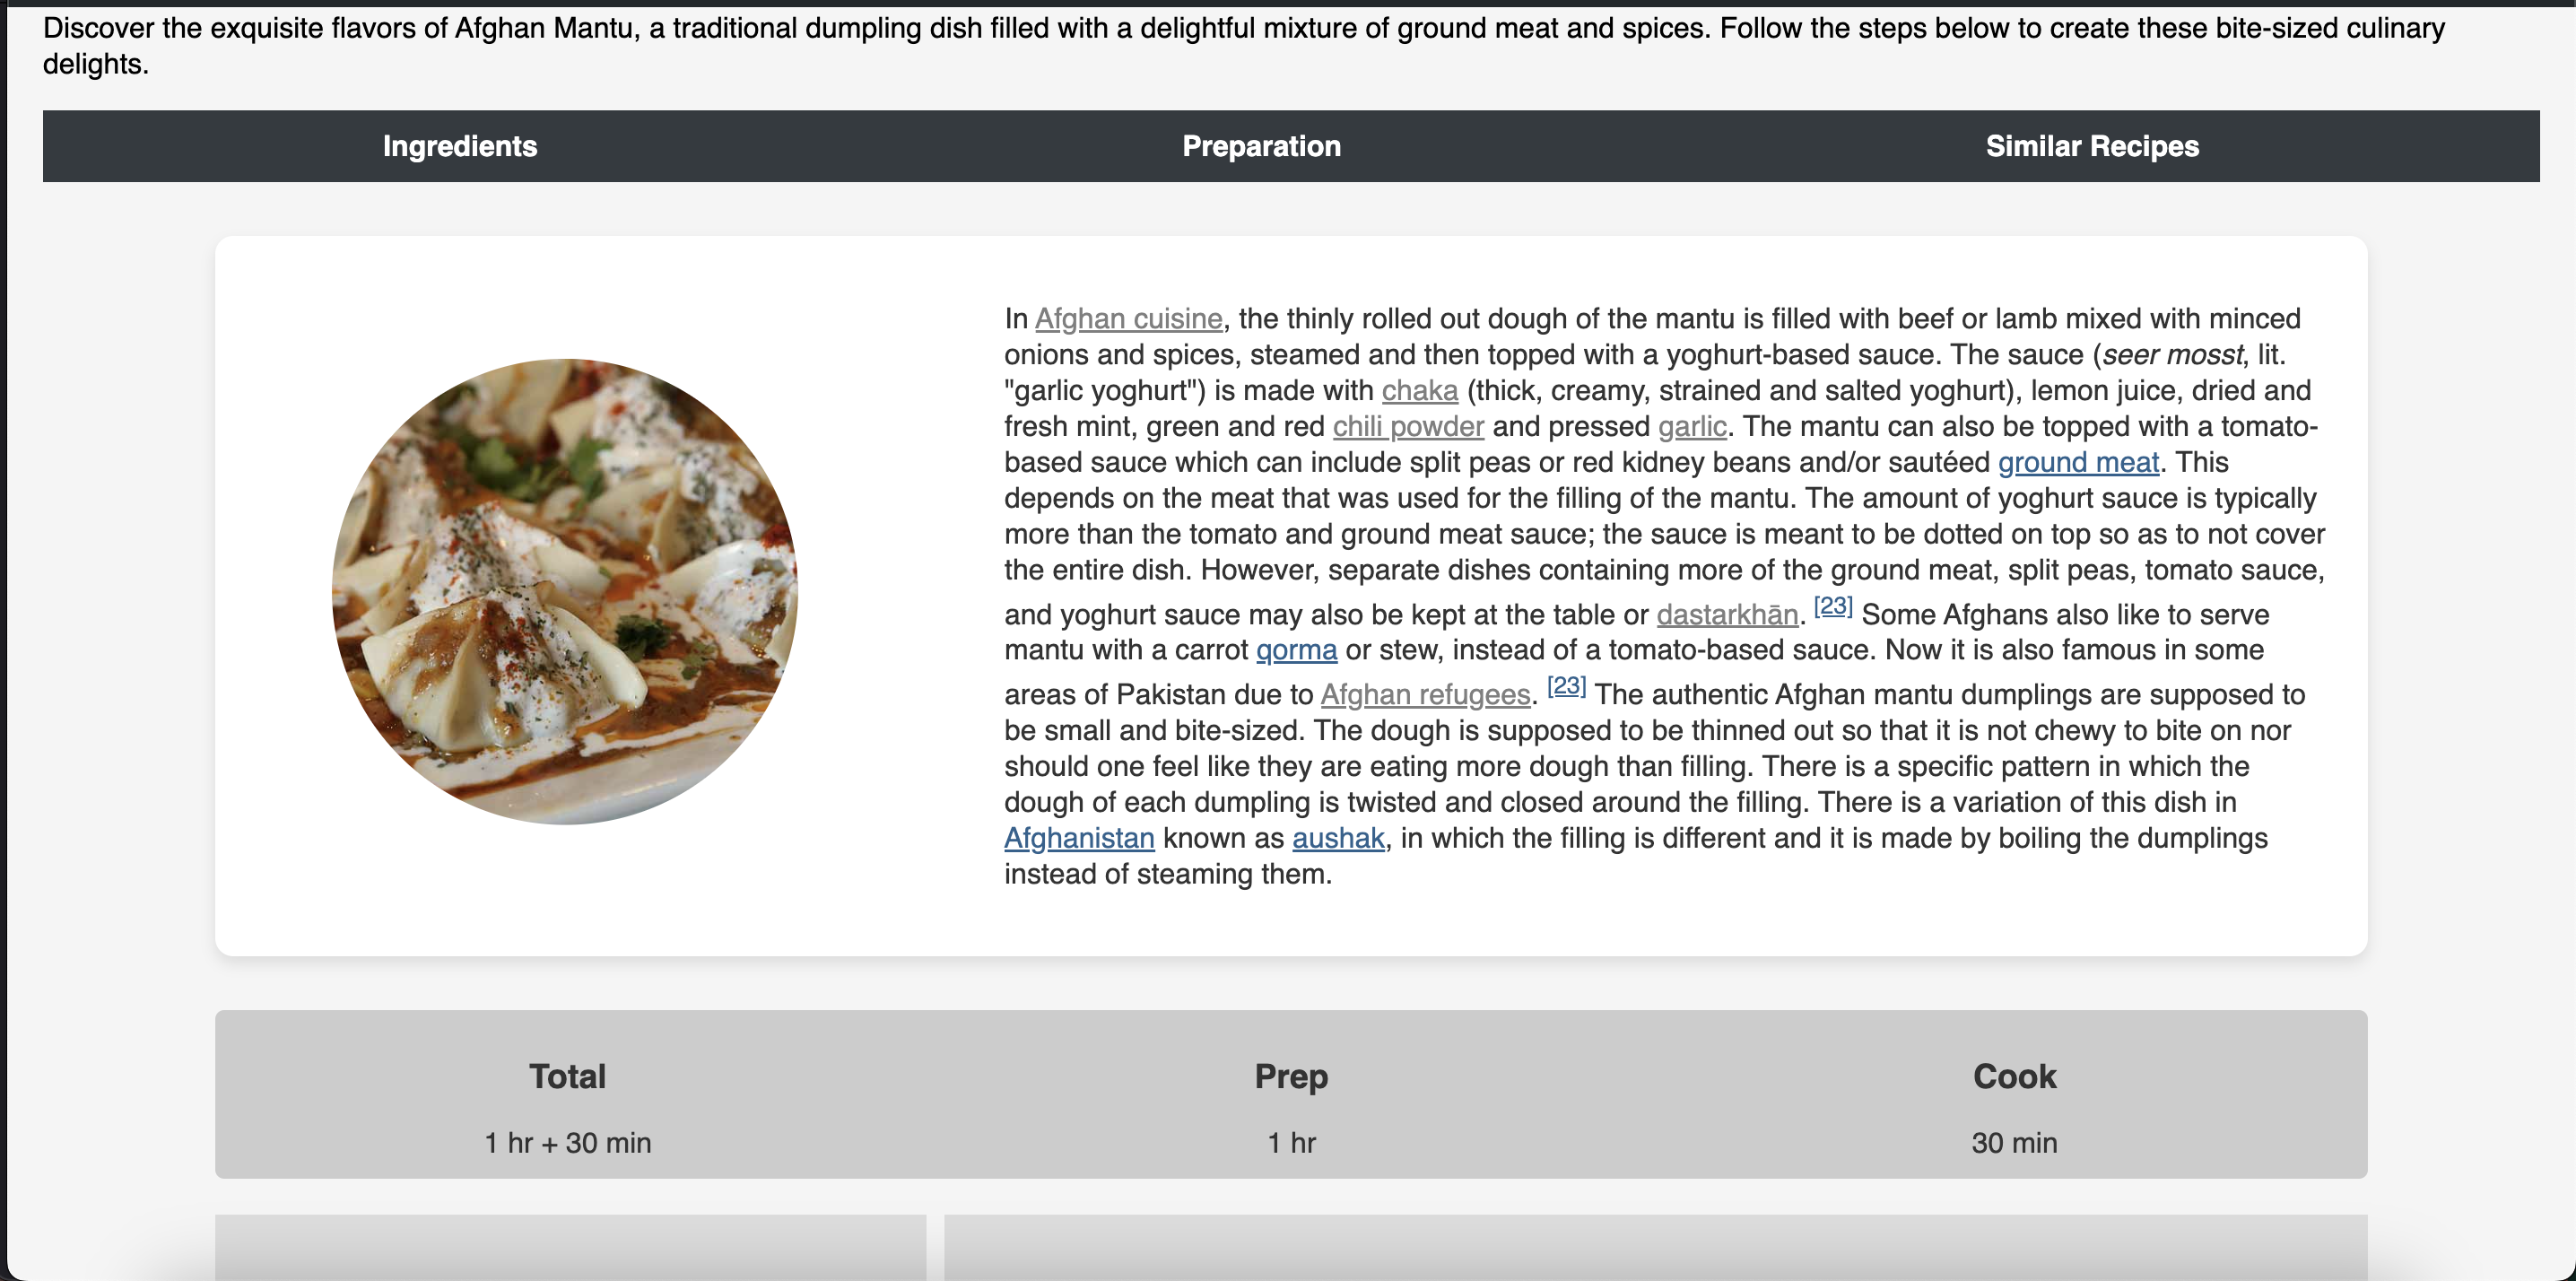 Discover the exquisite flavors of Afghan Mantu, a traditional dumpling dish filled with a delightful mixture of ground meat and spices. Follow the steps below to create these bite-sized culinary
delights.
Ingredients Preparation Similar Recipes
In Afghan cuisine, the thinly rolled out dough of the mantu is filled with beef or lamb mixed with minced
onions and spices, steamed and then topped with a yoghurt-based sauce. The sauce (seer mosst, lit.
"garlic yoghurt") is made with chaka (thick, creamy, strained and salted yoghurt), lemon juice, dried and
fresh mint, green and red chili powder and pressed garlic. The mantu can also be topped with a tomato-
based sauce which can include split peas or red kidney beans and/or sautéed ground meat. This
depends on the meat that was used for the filling of the mantu. The amount of yoghurt sauce is typically
more than the tomato and ground meat sauce; the sauce is meant to be dotted on top so as to not cover
the entire dish. However, separate dishes containing more of the ground meat, split peas, tomato sauce,
and yoghurt sauce may also be kept at the table or dastarkhān. [23] Some Afghans also like to serve
mantu with a carrot qorma or stew, instead of a tomato-based sauce. Now it is also famous in some
areas of Pakistan due to Afghan refugees. [23] The authentic Afghan mantu dumplings are supposed to
be small and bite-sized. The dough is supposed to be thinned out so that it is not chewy to bite on nor
should one feel like they are eating more dough than filling. There is a specific pattern in which the
dough of each dumpling is twisted and closed around the filling. There is a variation of this dish in
Afghanistan known as aushak, in which the filling is different and it is made by boiling the dumplings
instead of steaming them.
Total Prep Cook
1 hr + 30 min 1 hr 30 min